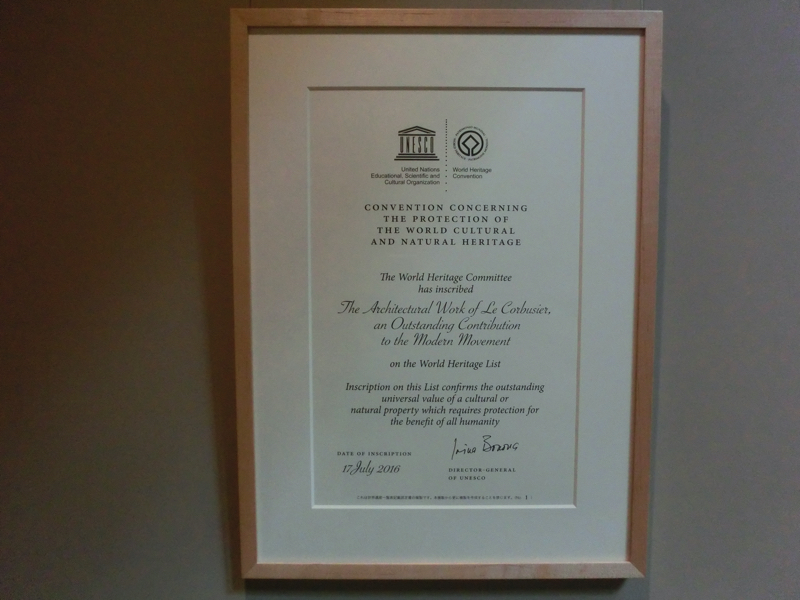 UNESCO
United Nations
Educational, Scientific and
Cultural Organization
World Heritage
Convention
CONVENTION CONCERNING
THE PROTECTION OF
THE WORLD CULTURAL
AND NATURAL HERITAGE
The World Heritage Committee
has inscribed
The Architectural Work of Le Corbusier,
an Outstanding Contribution
to the Modern Movement
on the World Heritage List
Inscription on this List confirms the outstanding
universal value of a cultural or
natural property which requires protection for
the benefit of all humanity
DATE OF INSCRIPTION
17 July 2016
Irina Bokova
DIRECTOR-GENERAL
OF UNESCO